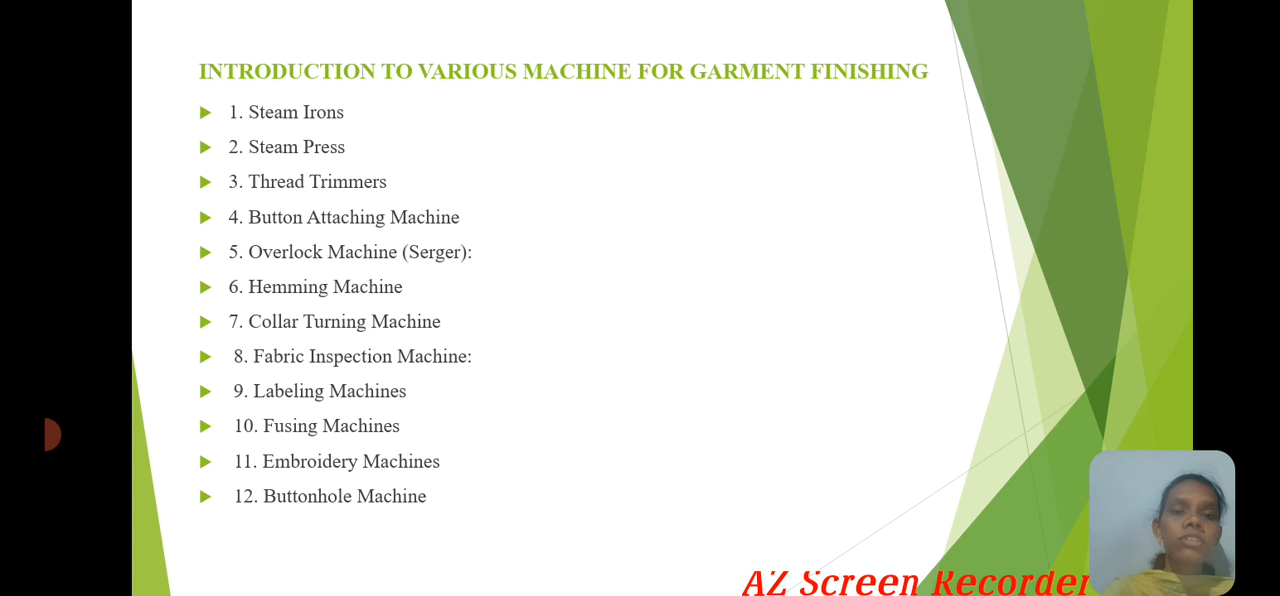 INTRODUCTION TO VARIOUS MACHINE FOR GARMENT FINISHING
1. Steam Irons
2. Steam Press
3. Thread Trimmers
4. Button Attaching Machine
5. Overlock Machine (Serger):
6. Hemming Machine
7. Collar Turning Machine
8. Fabric Inspection Machine:
9. Labeling Machines
10. Fusing Machines
11. Embroidery Machines
12. Buttonhole Machine
AZ Screen Recorder